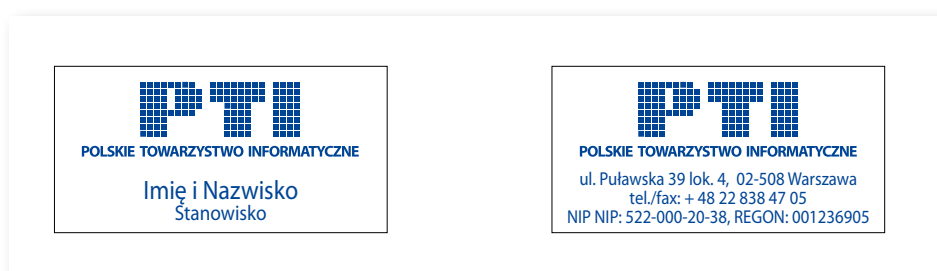 PTI
POLSKIE TOWARZYSTWO INFORMATYCZNE
Imię i Nazwisko
Stanowisko
PTI
POLSKIE TOWARZYSTWO INFORMATYCZNE
ul. Puławska 39 lok. 4, 02-508 Warszawa
tel./fax: + 48 22 838 47 05
NIP NIP: 522-000-20-38, REGON: 001236905